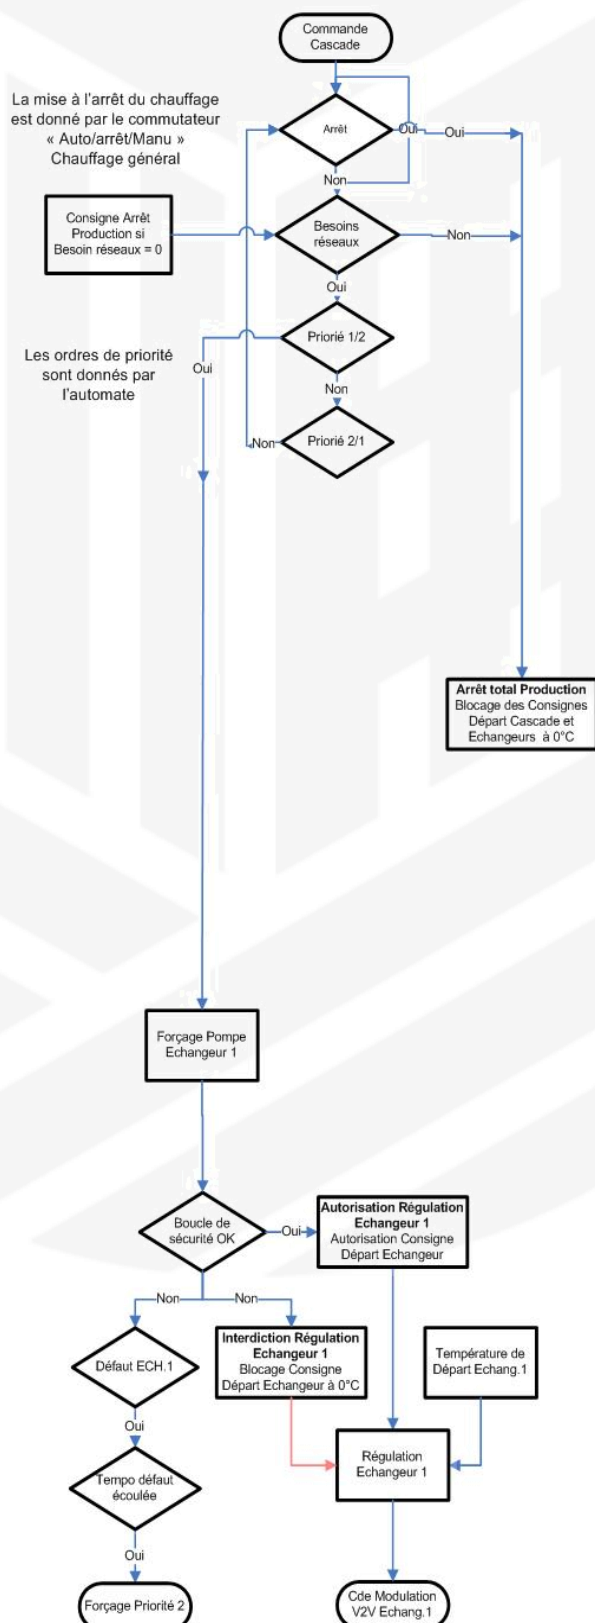 Commande
Cascade
La mise à l'arrêt du chauffage
est donné par le commutateur
« Auto/arrêt/Manu »
Chauffage général
Arrêt
Oui
Oui
Non
Consigne Arrêt
Production si
Besoin réseaux = 0
Besoins
réseaux
Non
Oui
Priorié 1/2
Oui
Les ordres de priorité
sont donnés par
l'automate
Non
Priorié 2/1
Non
Arrêt total Production
Blocage des Consignes
Départ Cascade et
Echangeurs à 0°C
Forçage Pompe
Echangeur 1
Boucle de
sécurité OK
Oui
Autorisation Régulation
Echangeur 1
Autorisation Consigne
Départ Echangeur
Non
Non
Défaut ECH.1
Interdiction Régulation
Echangeur 1
Blocage Consigne
Départ Echangeur à 0°C
Température de
Départ Echang.1
Oui
Régulation
Echangeur 1
Tempo défaut
écoulée
Oui
Forçage Priorité 2
Cde Modulation
V2V Echang.1